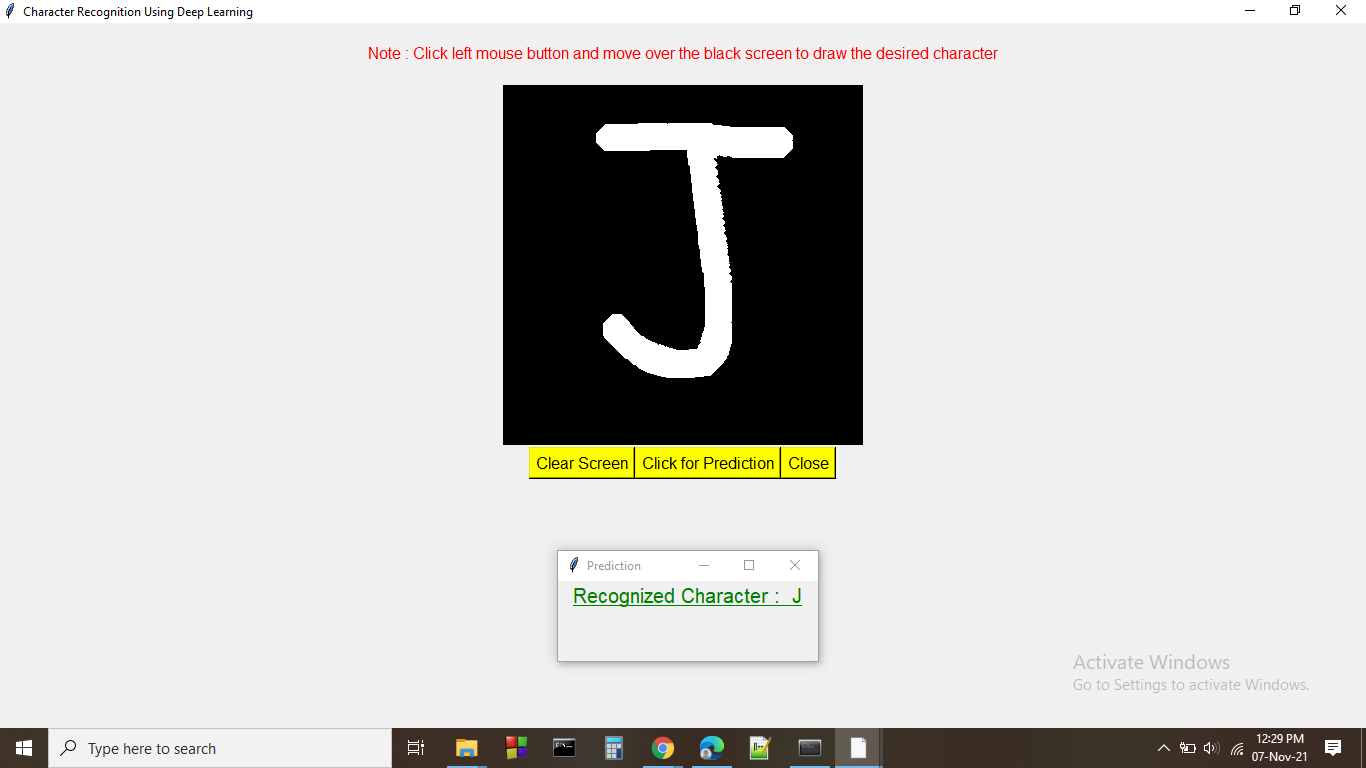 Character Recognition Using Deep Learning
Note : Click left mouse button and move over the black screen to draw the desired character
J
Clear Screen Click for Prediction Close
Prediction
Recognized Character : J
Activate Windows
Go to Settings to activate Windows.
Type here to search
12:29 PM
07-Nov-21